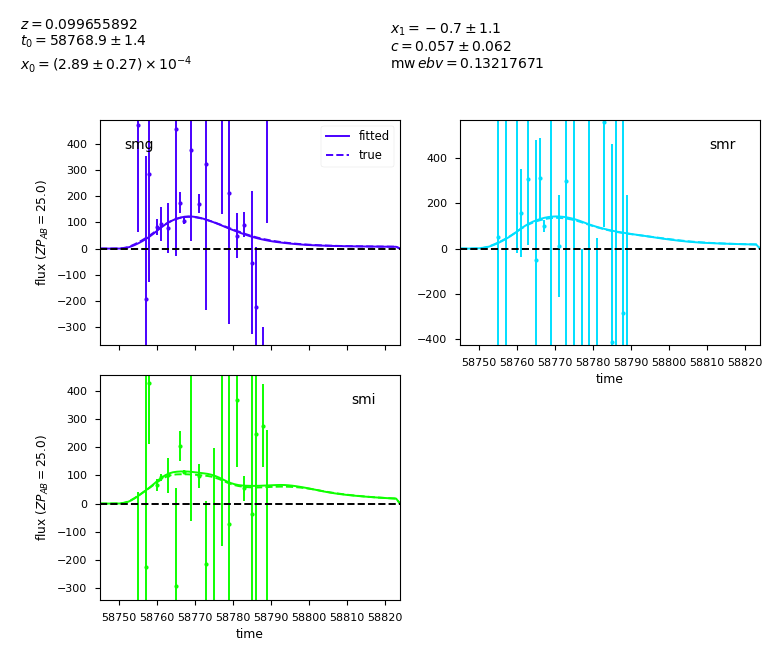 z = 0.099655892
t₀ = 58768.9 ± 1.4
x₀ = (2.89 ± 0.27) × 10⁻⁴
x₁ = −0.7 ± 1.1
c = 0.057 ± 0.062
mwebv = 0.13217671
smg
fitted
true
400
300
200
100
0
−100
−200
−300
flux (ZP_AB = 25.0)
smr
400
200
0
−200
−400
58750 58760 58770 58780 58790 58800 58810 58820
time
smi
400
300
200
100
0
−100
−200
−300
flux (ZP_AB = 25.0)
58750 58760 58770 58780 58790 58800 58810 58820
time